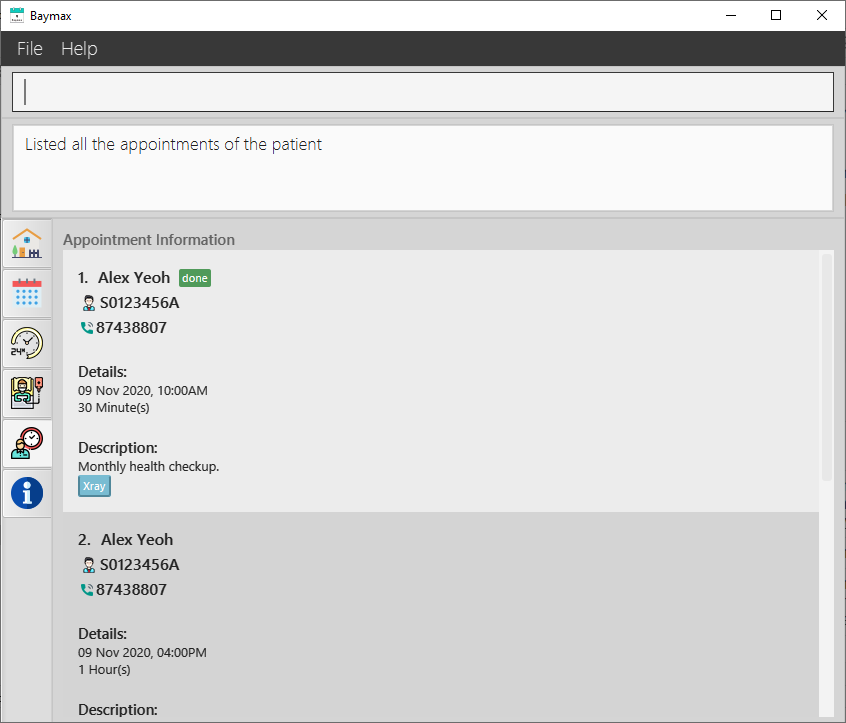 Baymax
File Help
Listed all the appointments of the patient
Appointment Information
1. Alex Yeoh done
S0123456A
87438807
Details:
09 Nov 2020, 10:00AM
30 Minute(s)
Description:
Monthly health checkup.
Xray
2. Alex Yeoh
S0123456A
87438807
Details:
09 Nov 2020, 04:00PM
1 Hour(s)
Description: